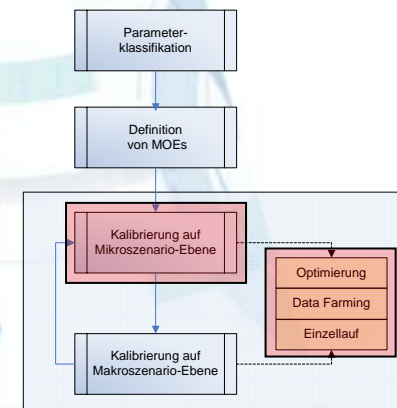 Parameter-
klassifikation
Definition
von MOEs
Kalibrierung auf
Mikroszenario-Ebene
Optimierung
Data Farming
Einzellauf
Kalibrierung auf
Makroszenario-Ebene